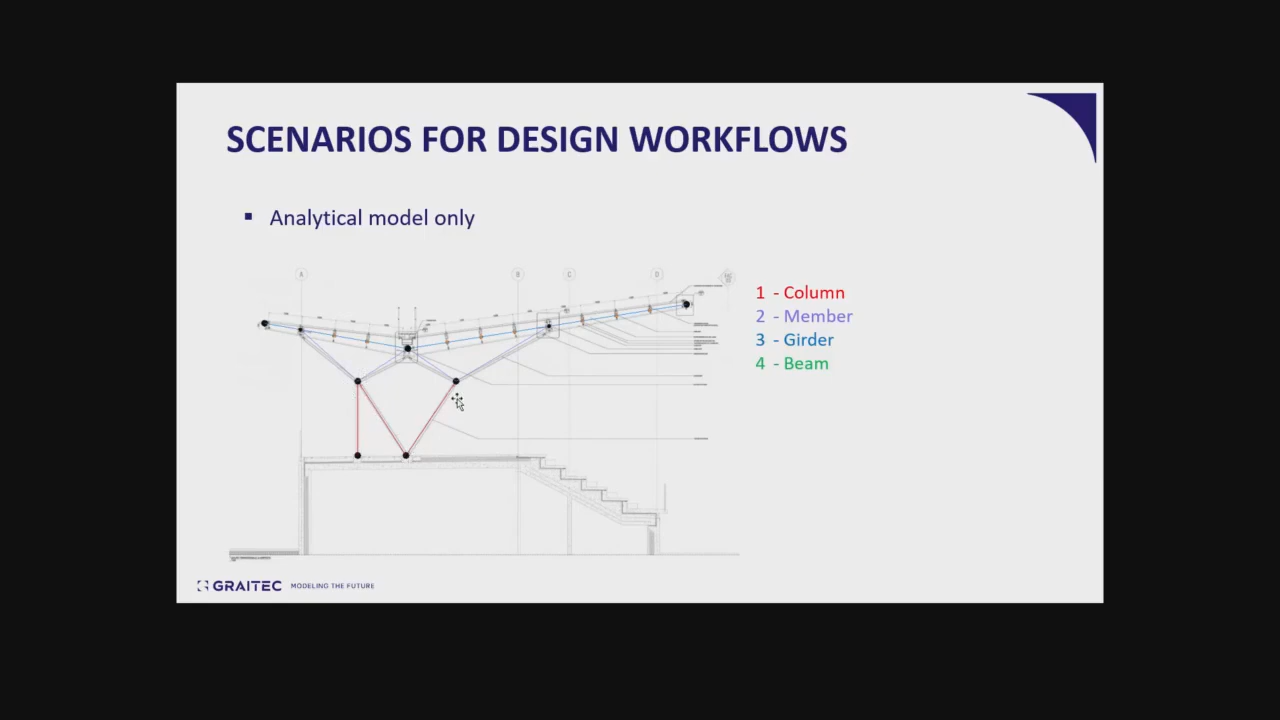 SCENARIOS FOR DESIGN WORKFLOWS
▪ Analytical model only
A
B
C
D
1 - Column
2 - Member
3 - Girder
4 - Beam
GRAITEC MODELING THE FUTURE